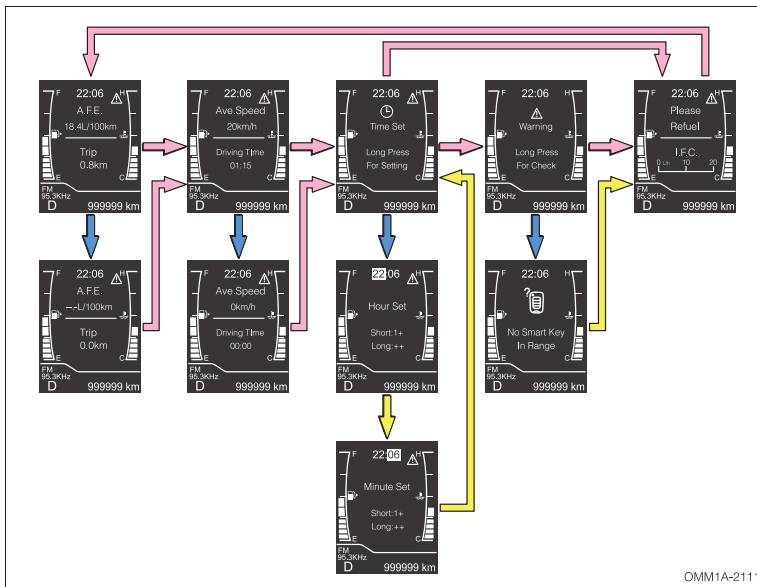 22:06
F
H
A.F.E.
18.4L/100km
Trip
0.8km
E
C
FM
95.3KHz
D 999999 km
22:06
F
H
Ave.Speed
20km/h
Driving Time
01:15
E
C
FM
95.3KHz
D 999999 km
22:06
F
H
Time Set
Long Press
For Setting
E
C
FM
95.3KHz
D 999999 km
22:06
F
H
Warning
Long Press
For Check
E
C
FM
95.3KHz
D 999999 km
22:06
F
H
Please
Refuel
I.F.C.
0 L/h 10 20
E
C
FM
95.3KHz
D 999999 km
22:06
F
H
A.F.E.
--.-L/100km
Trip
0.0km
E
C
FM
95.3KHz
D 999999 km
22:06
F
H
Ave.Speed
0km/h
Driving Time
00:00
E
C
FM
95.3KHz
D 999999 km
22:06
F
H
Hour Set
Short:1+
Long:++
E
C
FM
95.3KHz
D 999999 km
22:06
F
H
?
No Smart Key
In Range
E
C
FM
95.3KHz
D 999999 km
22:06
F
H
Minute Set
Short:1+
Long:++
E
C
FM
95.3KHz
D 999999 km
OMM1A-2111